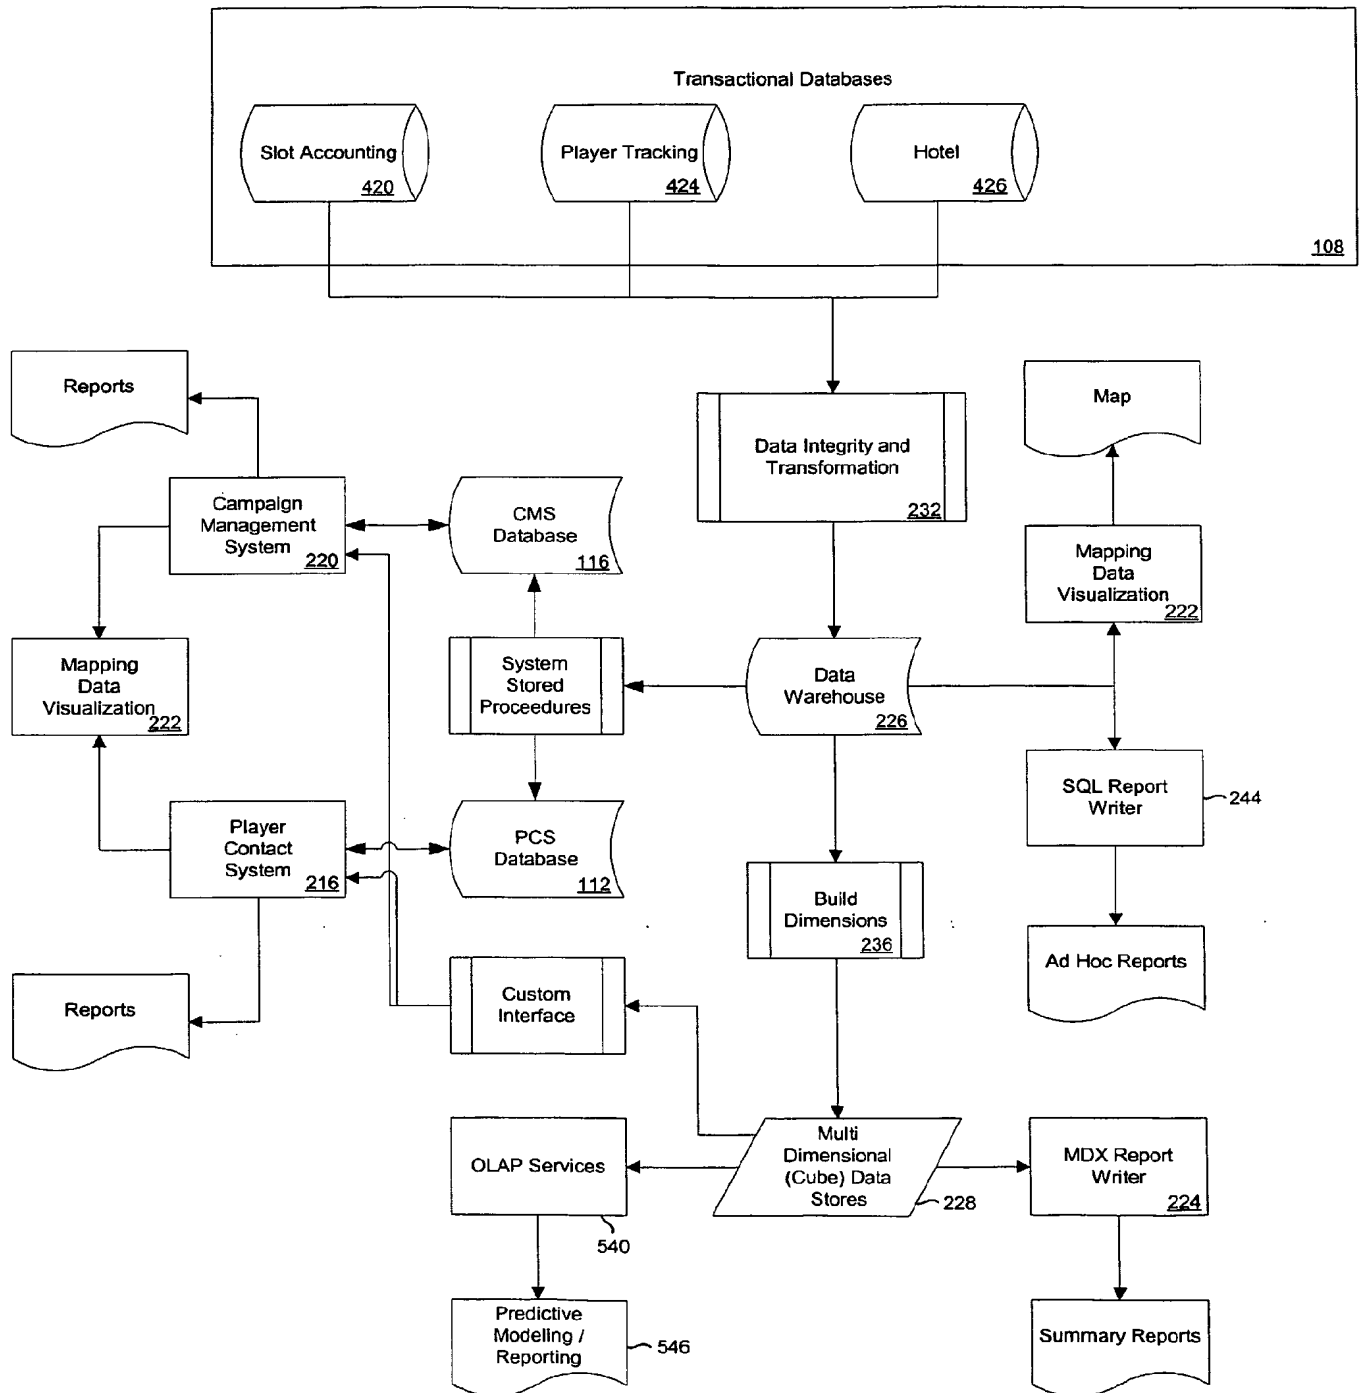 Transactional Databases
Slot Accounting
420
Player Tracking
424
Hotel
426
108
Reports
Map
Data Integrity and
Transformation
232
Campaign
Management
System
220
CMS
Database
116
Mapping
Data
Visualization
222
Mapping
Data
Visualization
222
System
Stored
Proceedures
Data
Warehouse
226
SQL Report
Writer
244
Player
Contact
System
216
PCS
Database
112
Build
Dimensions
236
Ad Hoc Reports
Reports
Custom
Interface
OLAP Services
540
Multi
Dimensional
(Cube) Data
Stores
228
MDX Report
Writer
224
Predictive
Modeling /
Reporting
546
Summary Reports